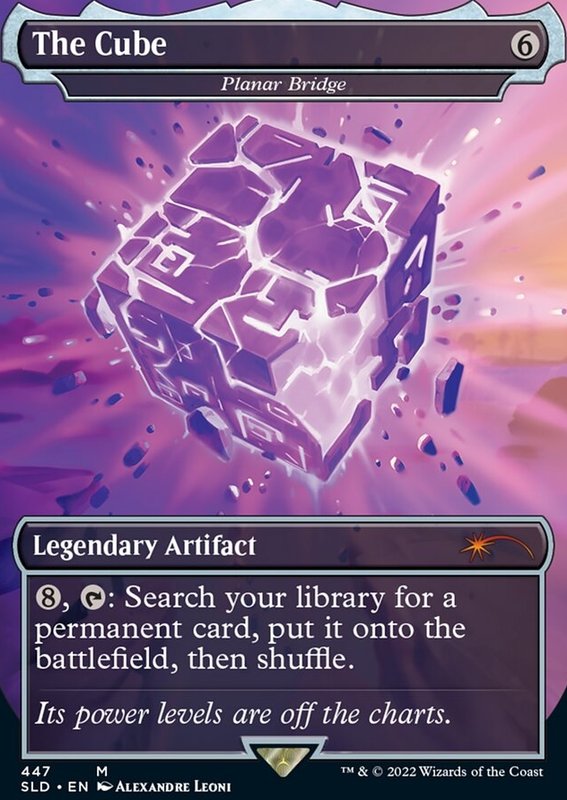 The Cube 6
Planar Bridge
Legendary Artifact
8, : Search your library for a
permanent card, put it onto the
battlefield, then shuffle.
Its power levels are off the charts.
447 M
SLD • EN Alexandre Leoni
™ & © 2022 Wizards of the Coast